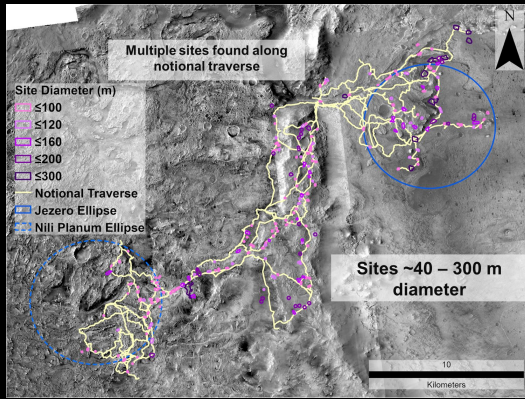 N
Multiple sites found along
notional traverse
Site Diameter (m)
≤100
≤120
≤160
≤200
≤300
Notional Traverse
Jezero Ellipse
Nili Planum Ellipse
Sites ~40 – 300 m
diameter
10
Kilometers